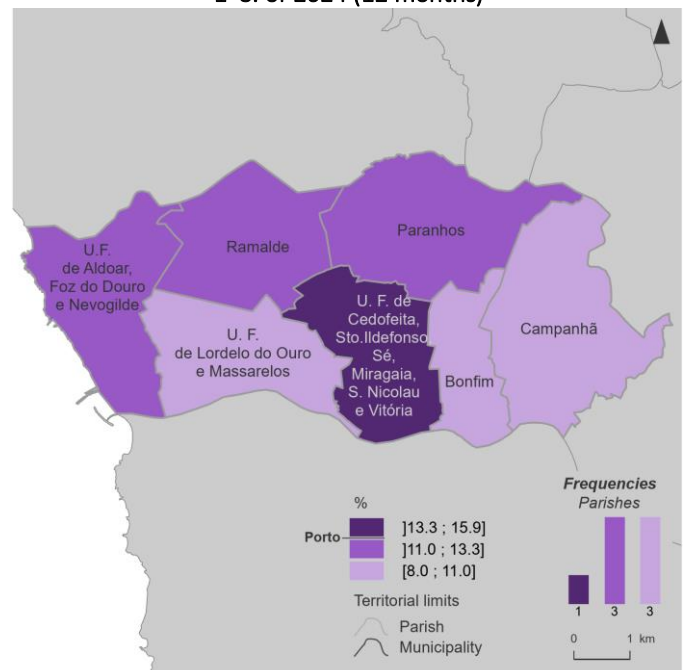 U.F.
de Aldoar,
Foz do Douro
e Nevogilde
Ramalde
Paranhos
U. F.
de Lordelo do Ouro
e Massarelos
U. F. de
Cedofeita,
Sto.Ildefonso,
Sé,
Miragaia,
S. Nicolau
e Vitória
Bonfim
Campanhã
%
Porto
]13.3 ; 15.9]
]11.0 ; 13.3]
[8.0 ; 11.0]
Territorial limits
Parish
Municipality
Frequencies
Parishes
1 3 3
0 1 km